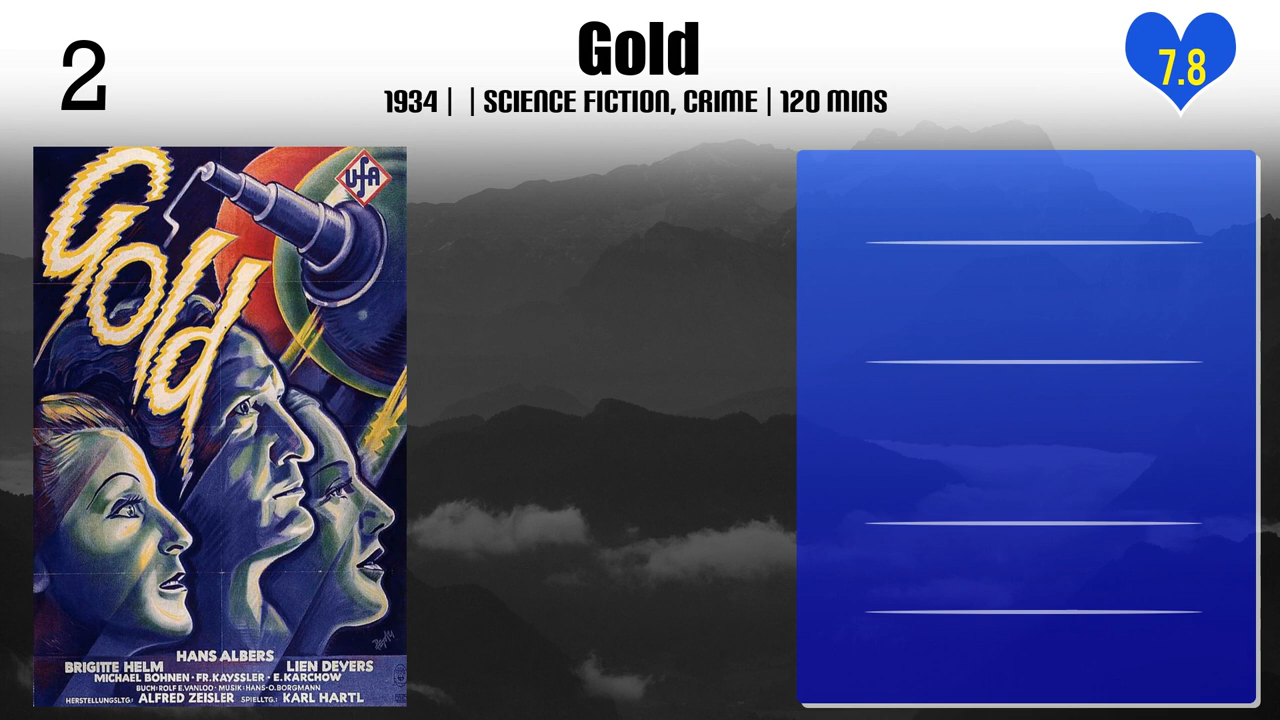 2
Gold
7.8
1934 | | SCIENCE FICTION, CRIME | 120 MINS
Gold
UfA
HANS ALBERS
BRIGITTE HELM LIEN DEYERS
MICHAEL BOHNEN · FR. KAYSSLER · E. KARCHOW
BUCH: ROLF E. VANLOO · MUSIK: HANS-O. BORGMANN
HERSTELLUNGSLTG.: ALFRED ZEISLER SPIELLTG.: KARL HARTL